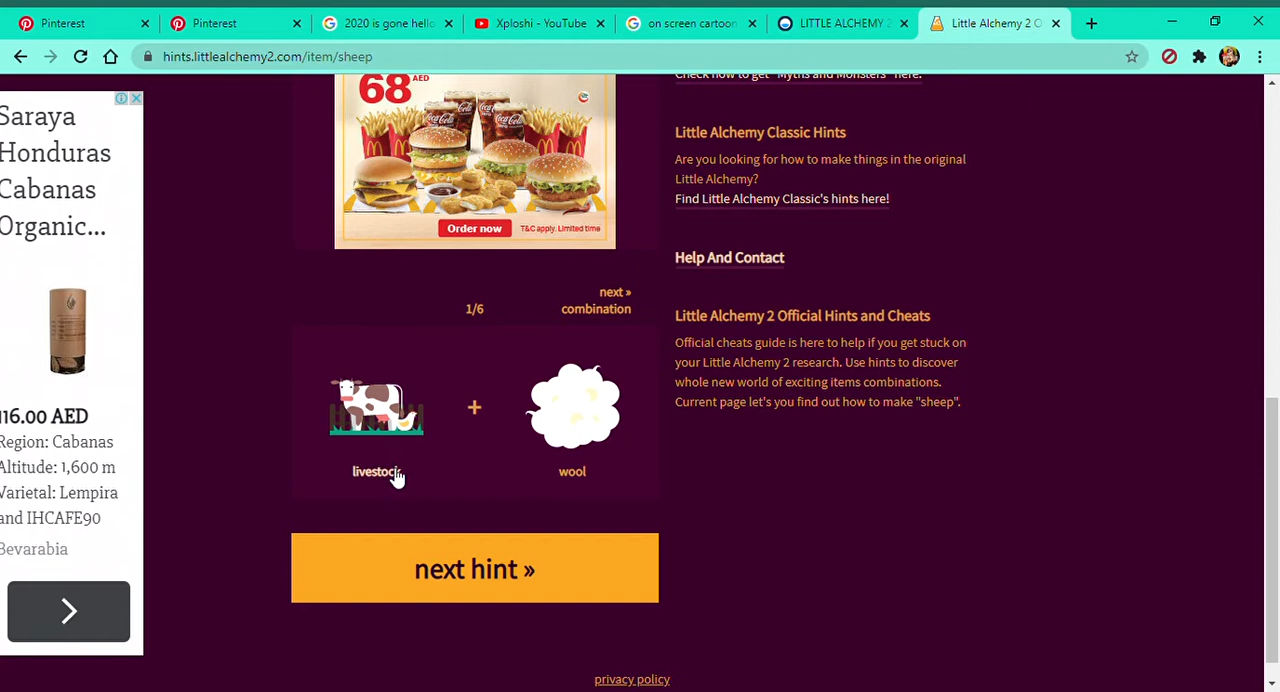 Pinterest
Pinterest
2020 is gone hello
Xploshi - YouTube
on screen cartoon
LITTLE ALCHEMY 2
Little Alchemy 2 O
hints.littlealchemy2.com/item/sheep
Saraya
Honduras
Cabanas
Organic...
116.00 AED
Region: Cabanas
Altitude: 1,600 m
Varietal: Lempira
and IHCAFE90
Bevarabia
68 AED
Coca-Cola
Order now
T&C apply. Limited time
1/6
next »
combination
+
livestock
wool
next hint »
Check how to get "Myths and Monsters" here.
Little Alchemy Classic Hints
Are you looking for how to make things in the original
Little Alchemy?
Find Little Alchemy Classic's hints here!
Help And Contact
Little Alchemy 2 Official Hints and Cheats
Official cheats guide is here to help if you get stuck on
your Little Alchemy 2 research. Use hints to discover
whole new world of exciting items combinations.
Current page let's you find out how to make "sheep".
privacy policy